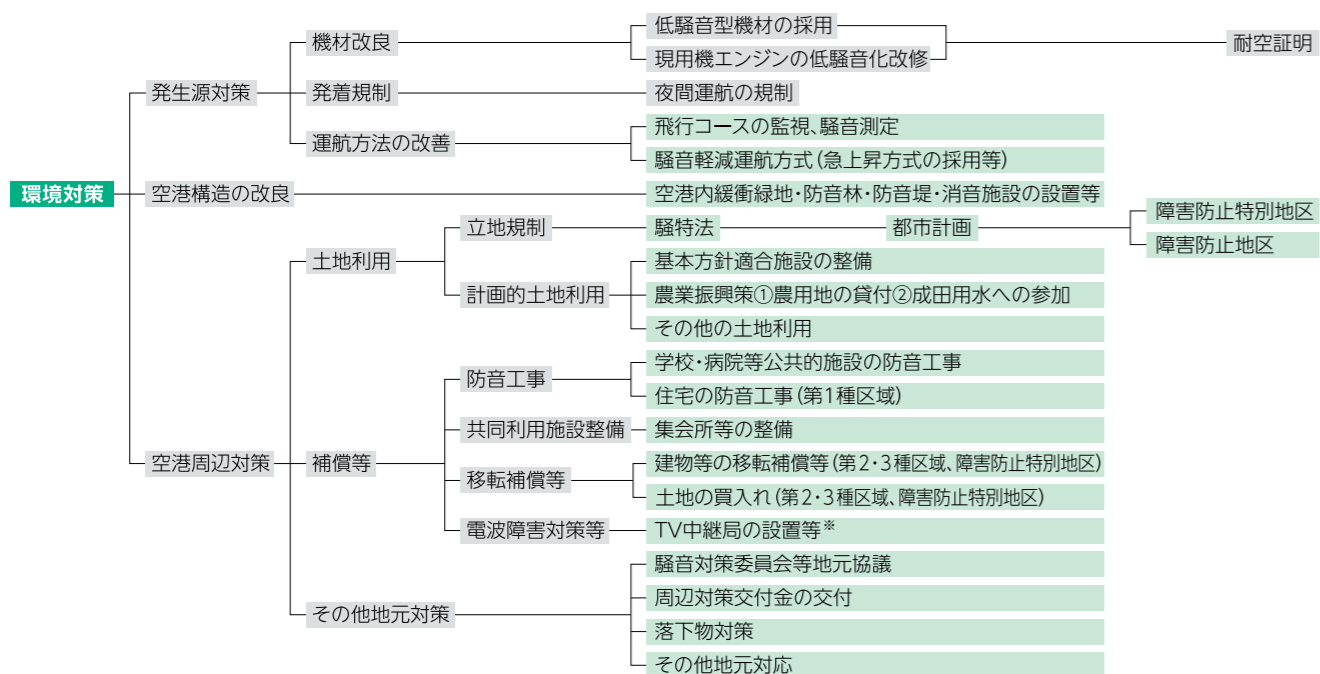 低騒音型機材の採用
機材改良
耐空証明
現用機エンジンの低騒音化改修
発生源対策
発着規制
夜間運航の規制
飛行コースの監視、騒音測定
運航方法の改善
騒音軽減運航方式(急上昇方式の採用等)
環境対策
空港構造の改良
空港内緩衝緑地・防音林・防音堤・消音施設の設置等
障害防止特別地区
立地規制
騒特法
都市計画
障害防止地区
土地利用
基本方針適合施設の整備
計画的土地利用
農業振興策①農用地の貸付②成田用水への参加
その他の土地利用
学校・病院等公共的施設の防音工事
防音工事
住宅の防音工事(第1種区域)
共同利用施設整備
集会所等の整備
空港周辺対策
補償等
建物等の移転補償等(第2・3種区域、障害防止特別地区)
移転補償等
土地の買入れ(第2・3種区域、障害防止特別地区)
電波障害対策等
TV中継局の設置等※
騒音対策委員会等地元協議
周辺対策交付金の交付
その他地元対策
落下物対策
その他地元対応